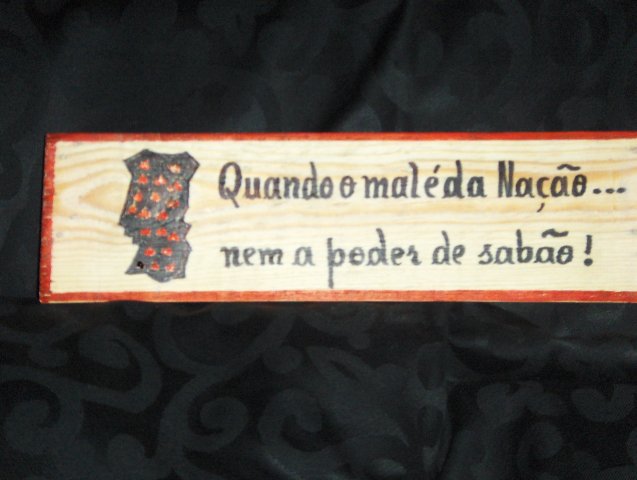 Quando o mal é da Nação...
nem a poder de sabão!